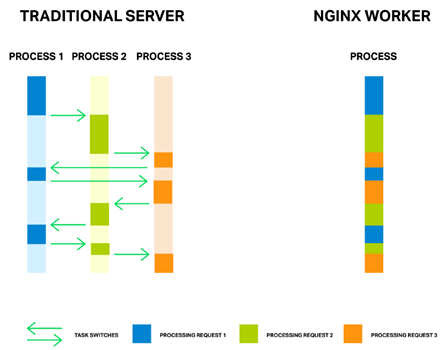 TRADITIONAL SERVER
NGINX WORKER
PROCESS 1 PROCESS 2 PROCESS 3
PROCESS
TASK SWITCHES
PROCESSING REQUEST 1
PROCESSING REQUEST 2
PROCESSING REQUEST 3